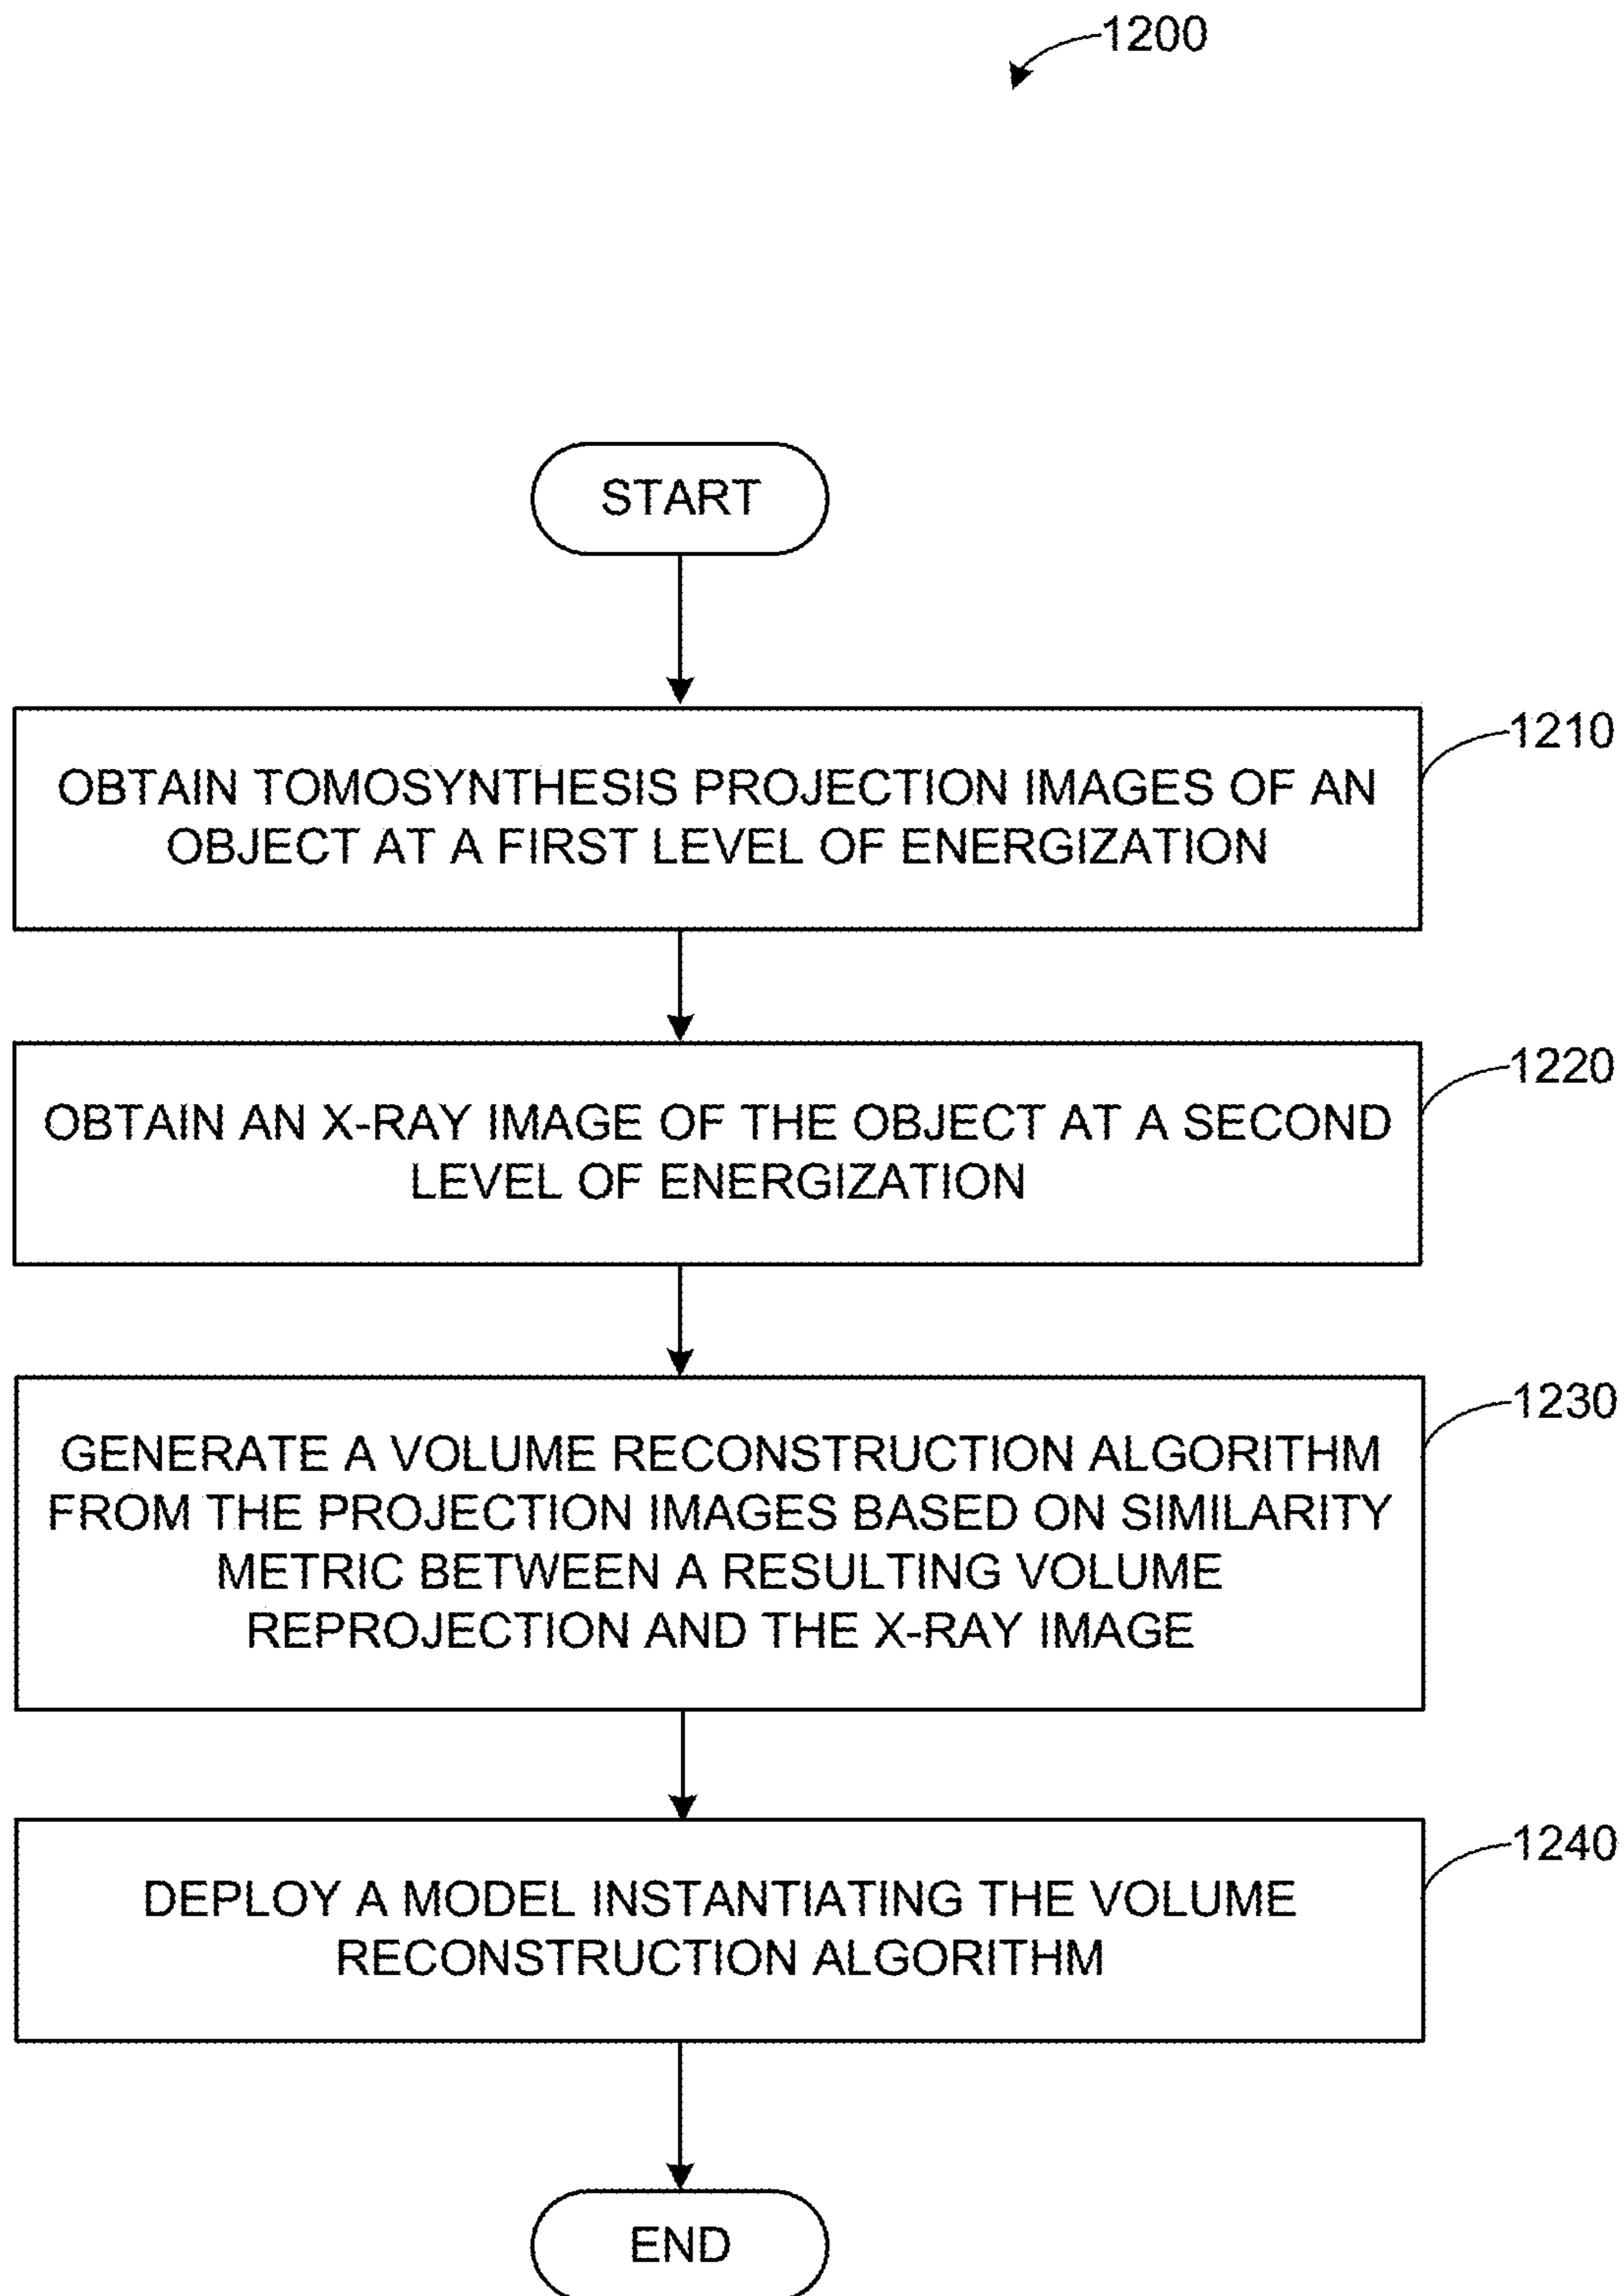 1200
START
1210
OBTAIN TOMOSYNTHESIS PROJECTION IMAGES OF AN
OBJECT AT A FIRST LEVEL OF ENERGIZATION
1220
OBTAIN AN X-RAY IMAGE OF THE OBJECT AT A SECOND
LEVEL OF ENERGIZATION
1230
GENERATE A VOLUME RECONSTRUCTION ALGORITHM
FROM THE PROJECTION IMAGES BASED ON SIMILARITY
METRIC BETWEEN A RESULTING VOLUME
REPROJECTION AND THE X-RAY IMAGE
1240
DEPLOY A MODEL INSTANTIATING THE VOLUME
RECONSTRUCTION ALGORITHM
END